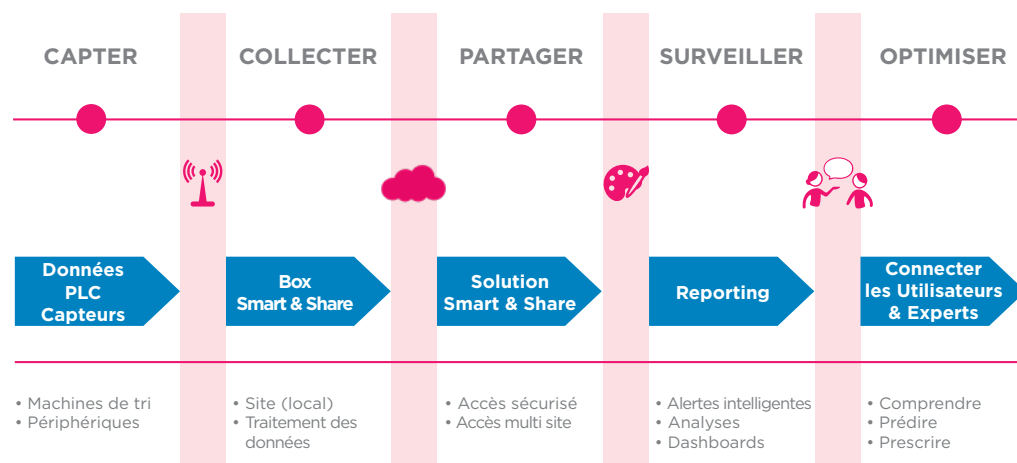 CAPTER
COLLECTER
PARTAGER
SURVEILLER
OPTIMISER
Données
PLC
Capteurs
Box
Smart & Share
Solution
Smart & Share
Reporting
Connecter
les Utilisateurs
& Experts
• Machines de tri
• Périphériques
• Site (local)
• Traitement des
données
• Accès sécurisé
• Accès multi site
• Alertes intelligentes
• Analyses
• Dashboards
• Comprendre
• Prédire
• Prescrire